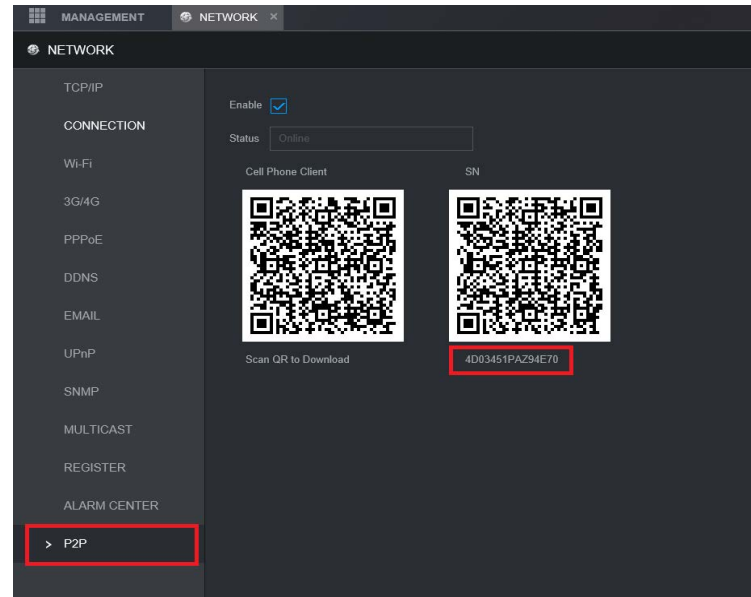 MANAGEMENT
NETWORK ×
NETWORK
TCP/IP
CONNECTION
Wi-Fi
3G/4G
PPPoE
DDNS
EMAIL
UPnP
SNMP
MULTICAST
REGISTER
ALARM CENTER
> P2P
Enable
Status Online
Cell Phone Client SN
Scan QR to Download 4D03451PAZ94E70